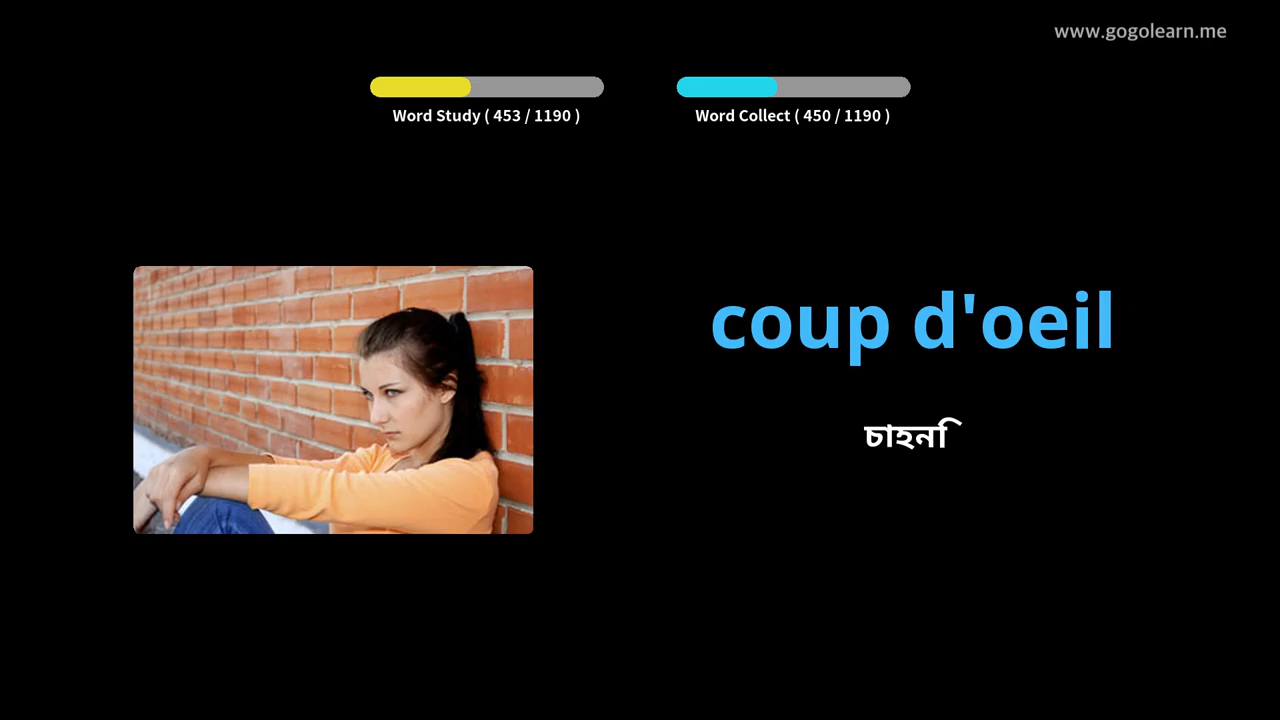 www.gogolearn.me
Word Study ( 453 / 1190 )
Word Collect ( 450 / 1190 )
coup d'oeil
চাহনি